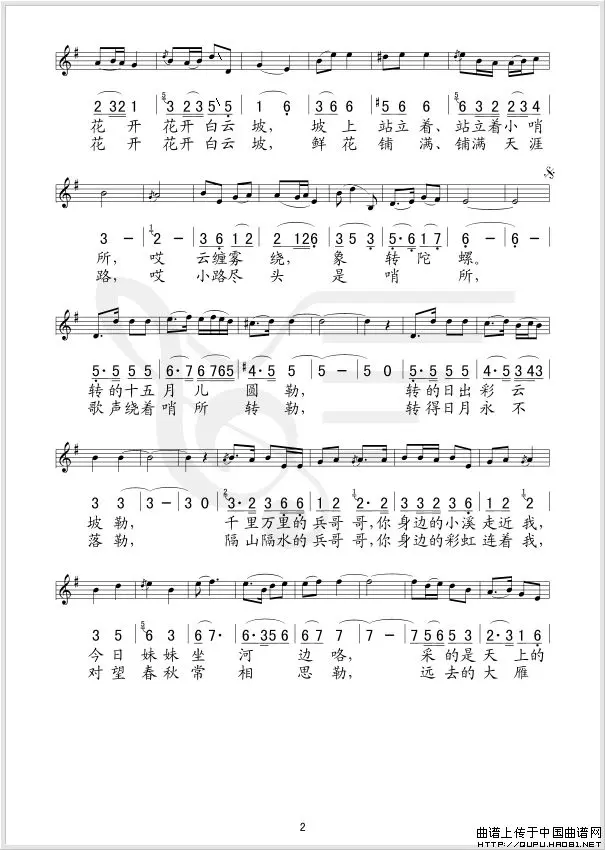 2 321 5 3 23 5 5 1 6 3 6 6 #5 6 6 5 6 3 2 2 3 4
花 开 花开白云坡， 坡 上 站立着、站立着小哨
花 开 花开白云坡， 鲜 花 铺 满、铺满 天涯
3 - 1 2 - 3 6 1 2 2 126 3 5 3 5·6 1 7 6 - 6 -
所， 哎 云缠雾 绕， 象 转 陀 螺。
路， 哎 小路尽 头 是 哨 所，
5·5 5 5 6·7 6 765 #4·5 5 5 - 5 0 5·5 5 5 4·5 343
转的十五月 儿 圆勒， 转的日出彩云
歌声绕着哨 所 转勒， 转得日月永 不
3 3 3 - 3 0 2 3·2 3 6 6 1 2 1 2·2 3 3 2 3 6 1 2 1 2
坡 勒， 千里万里的兵哥 哥，你 身边的小溪 走近 我，
落 勒， 隔山隔水的兵哥 哥，你 身边的彩虹 连着 我，
3 5 5 6 3 6 7· 6·3 5 6 6 7 7 7 - 7 5 6 5 3 2·3 1 6
今 日 妹 妹 坐 河 边 咯， 采 的是 天上的
对 望 春 秋 常 相 思 勒， 远 去的 大 雁
2
曲谱上传于中国曲谱网
HTTP://QUPU.HAO81.NET